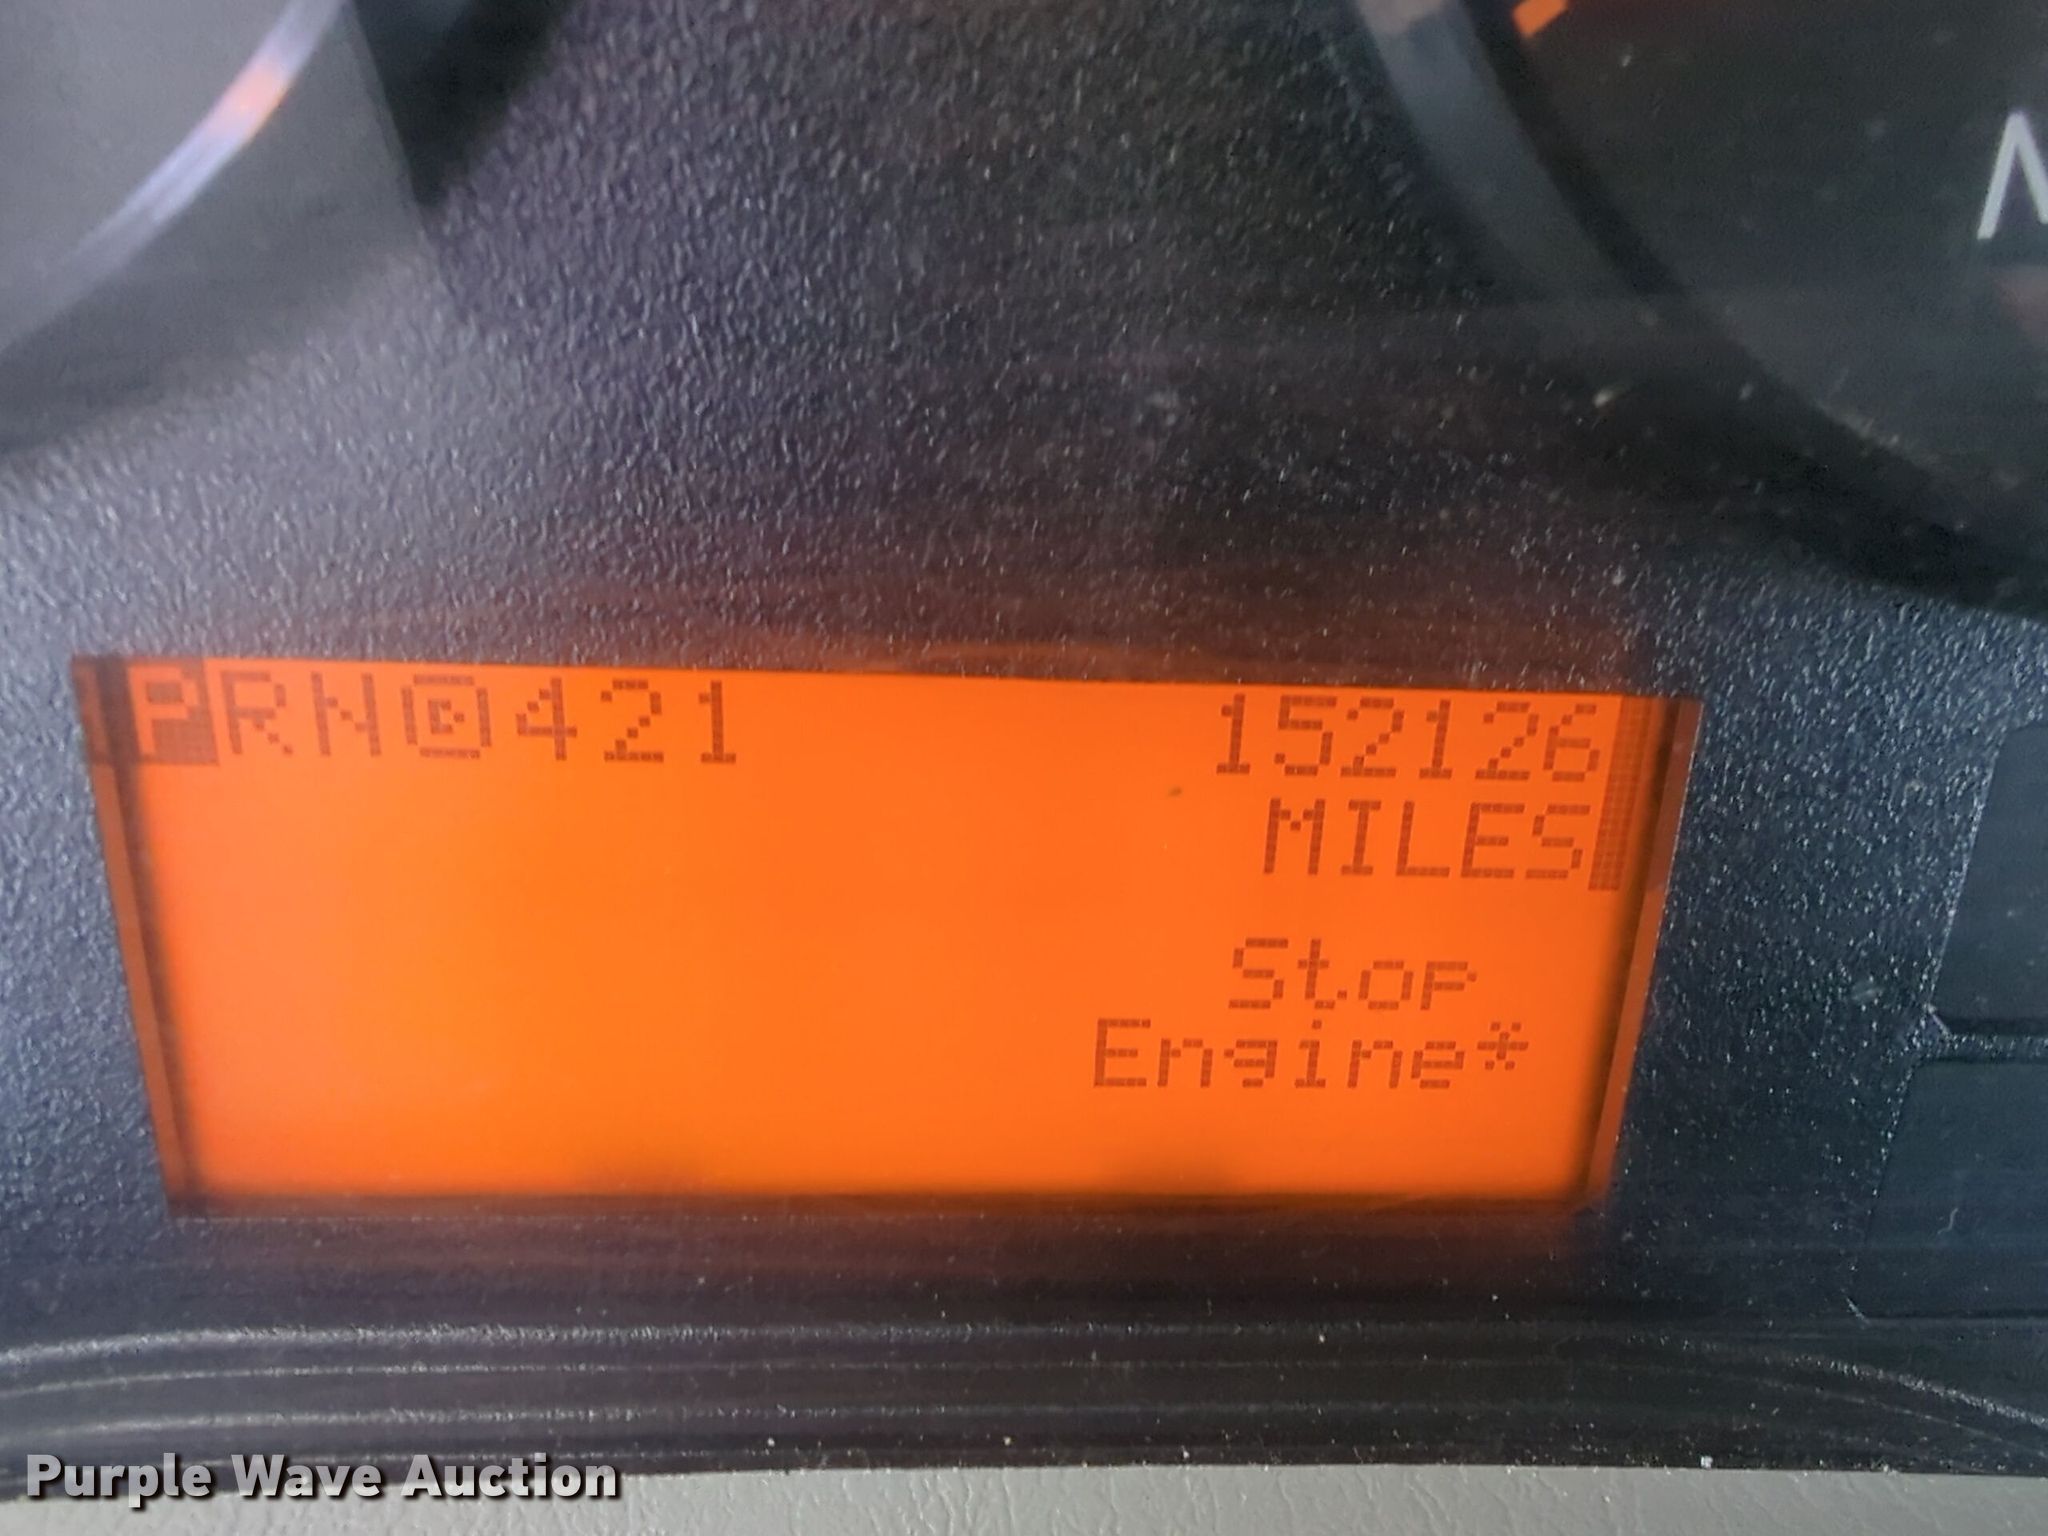 PRNⒹ421 152126
MILES
Stop
Engine*
Purple Wave Auction